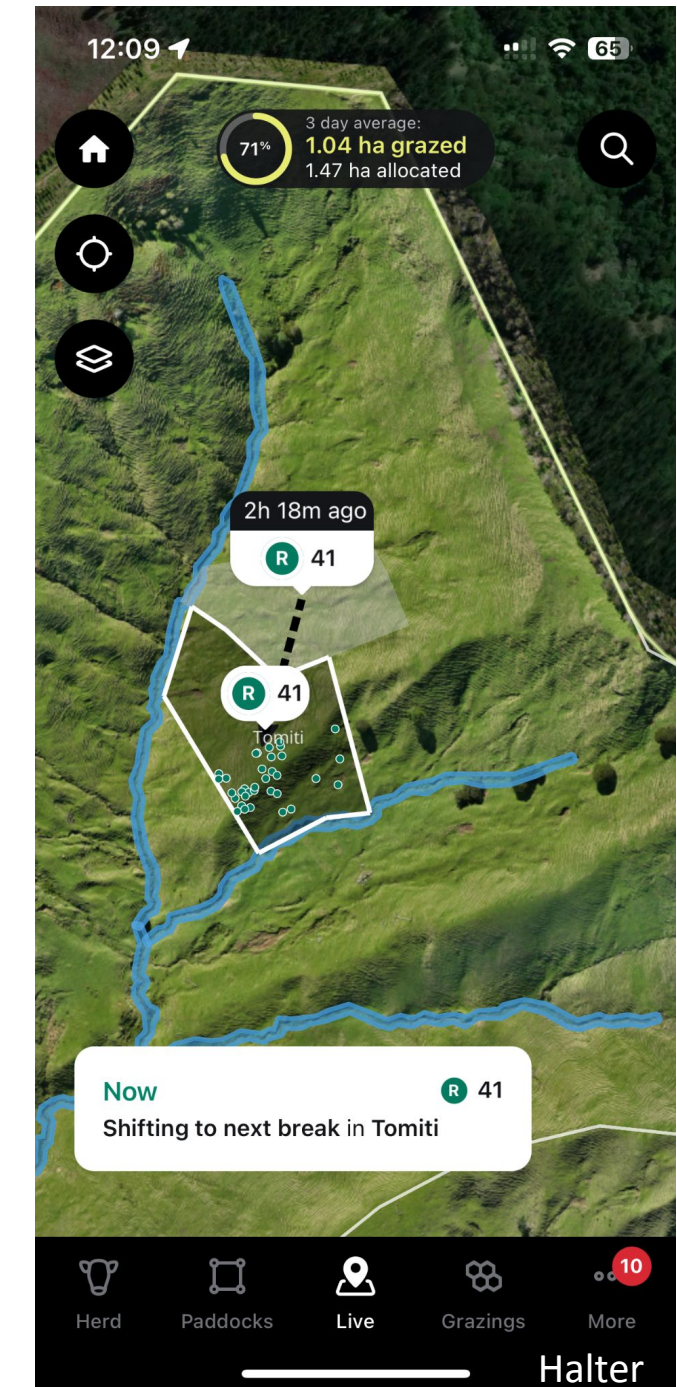 12:09
65
71%
3 day average:
1.04 ha grazed
1.47 ha allocated
2h 18m ago
R 41
R 41
Tomiti
Now
R 41
Shifting to next break in Tomiti
10
Herd
Paddocks
Live
Grazings
More
Halter